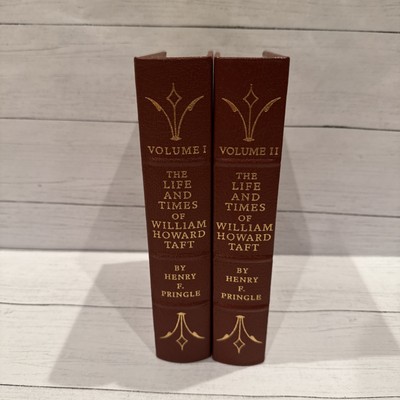 VOLUME I
THE
LIFE
AND
TIMES
OF
WILLIAM
HOWARD
TAFT
BY
HENRY
F.
PRINGLE
VOLUME II
THE
LIFE
AND
TIMES
OF
WILLIAM
HOWARD
TAFT
BY
HENRY
F.
PRINGLE